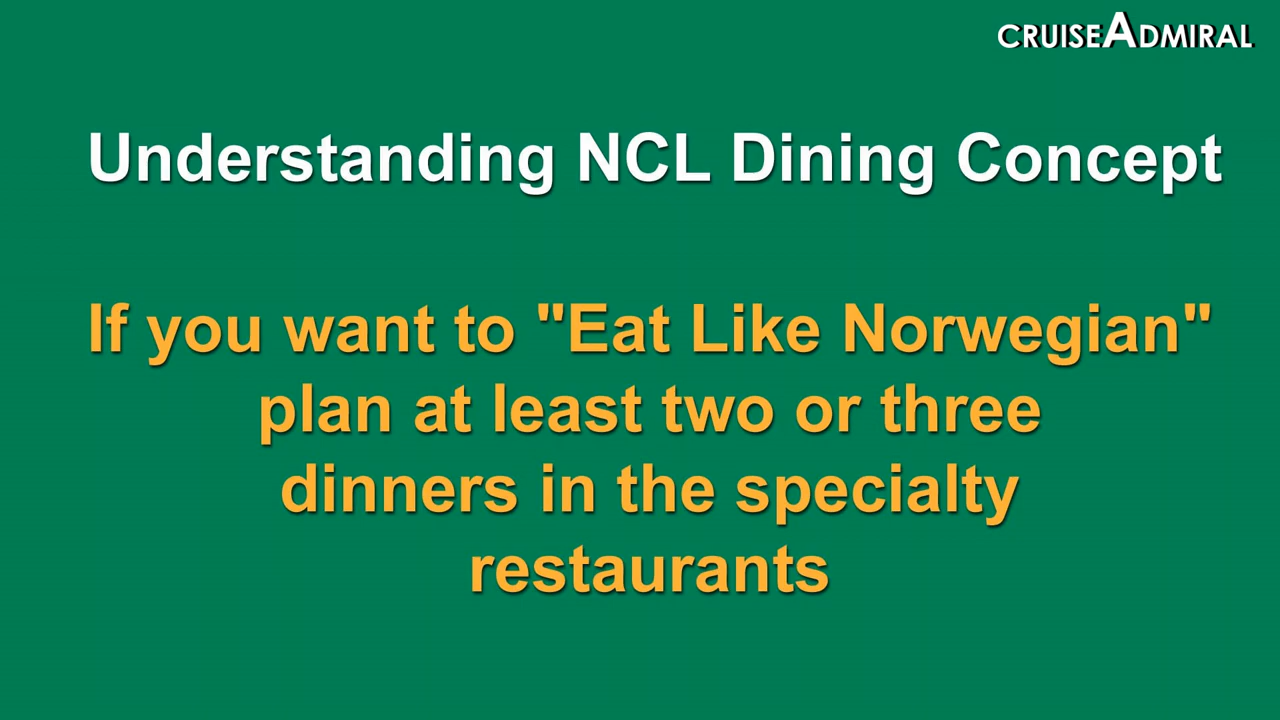 CRUISEADMIRAL
Understanding NCL Dining Concept
If you want to "Eat Like Norwegian"
plan at least two or three
dinners in the specialty
restaurants